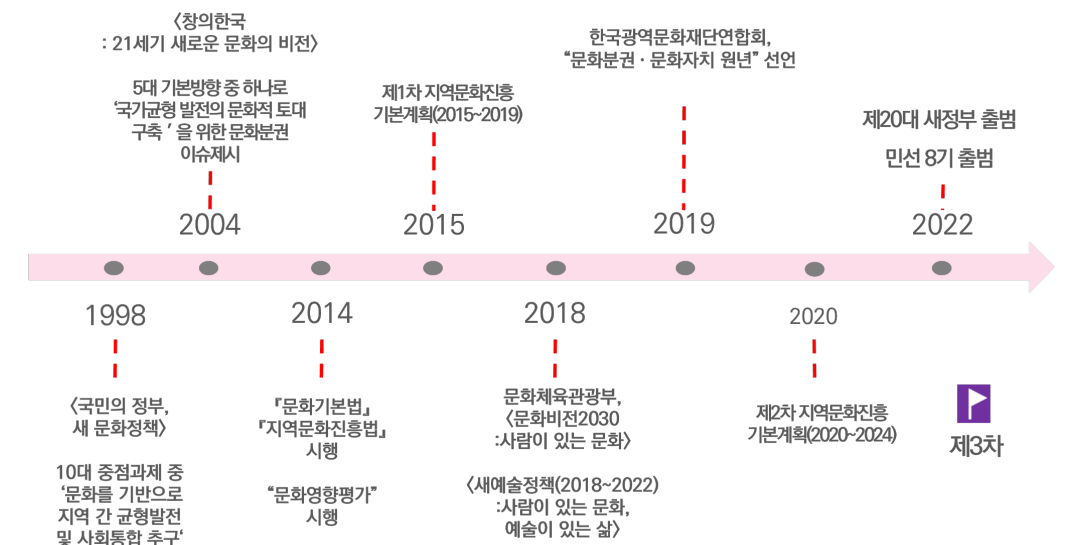 〈창의한국
: 21세기 새로운 문화의 비전〉
5대 기본방향 중 하나로
‘국가균형 발전의 문화적 토대
구축 ’ 을 위한 문화분권
이슈제시
2004
제1차 지역문화진흥
기본계획(2015~2019)
2015
한국광역문화재단연합회,
“문화분권 · 문화자치 원년” 선언
2019
제20대 새정부 출범
민선 8기 출범
2022
1998
〈국민의 정부,
새 문화정책〉
10대 중점과제 중
‘문화를 기반으로
지역 간 균형발전
및 사회통합 추구‘
2014
『문화기본법』
『지역문화진흥법』
시행
“문화영향평가”
시행
2018
문화체육관광부,
〈문화비전2030
:사람이 있는 문화〉
〈새예술정책(2018~2022)
:사람이 있는 문화,
예술이 있는 삶〉
2020
제2차 지역문화진흥
기본계획(2020~2024)
제3차